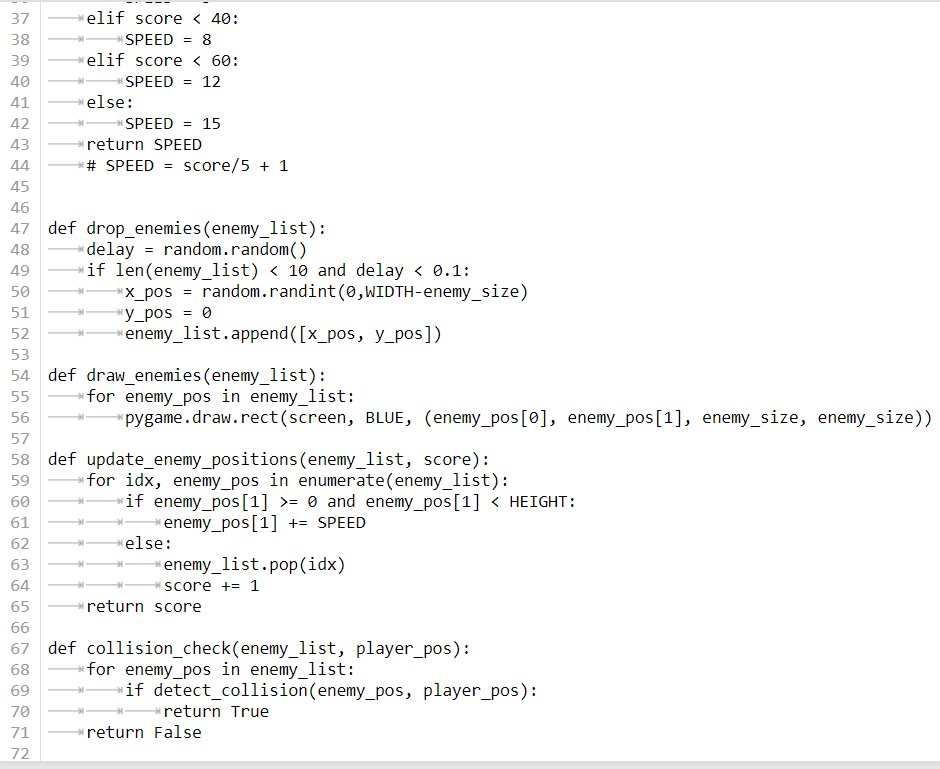 37 elif score < 40:
38 SPEED = 8
39 elif score < 60:
40 SPEED = 12
41 else:
42 SPEED = 15
43 return SPEED
44 # SPEED = score/5 + 1
45
46
47 def drop_enemies(enemy_list):
48 delay = random.random()
49 if len(enemy_list) < 10 and delay < 0.1:
50 x_pos = random.randint(0,WIDTH-enemy_size)
51 y_pos = 0
52 enemy_list.append([x_pos, y_pos])
53
54 def draw_enemies(enemy_list):
55 for enemy_pos in enemy_list:
56 pygame.draw.rect(screen, BLUE, (enemy_pos[0], enemy_pos[1], enemy_size, enemy_size))
57
58 def update_enemy_positions(enemy_list, score):
59 for idx, enemy_pos in enumerate(enemy_list):
60 if enemy_pos[1] >= 0 and enemy_pos[1] < HEIGHT:
61 enemy_pos[1] += SPEED
62 else:
63 enemy_list.pop(idx)
64 score += 1
65 return score
66
67 def collision_check(enemy_list, player_pos):
68 for enemy_pos in enemy_list:
69 if detect_collision(enemy_pos, player_pos):
70 return True
71 return False
72